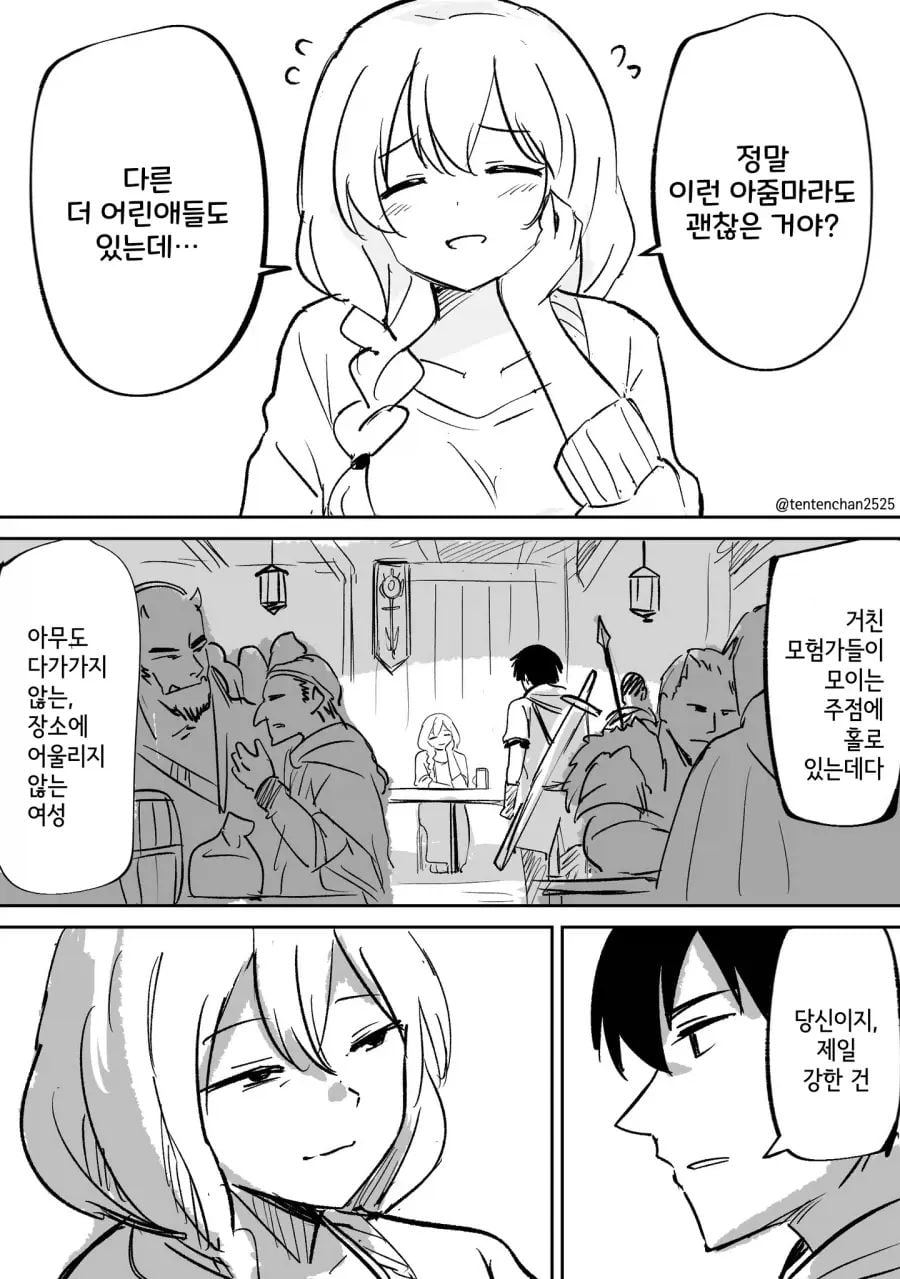 정말
이런 아줌마라도
괜찮은 거야?
다른
더 어린애들도
있는데…
@tentenchan2525
거친
모험가들이
모이는
주점에
홀로
있는데다
아무도
다가가지
않는,
장소에
어울리지
않는
여성
당신이지,
제일
강한 건